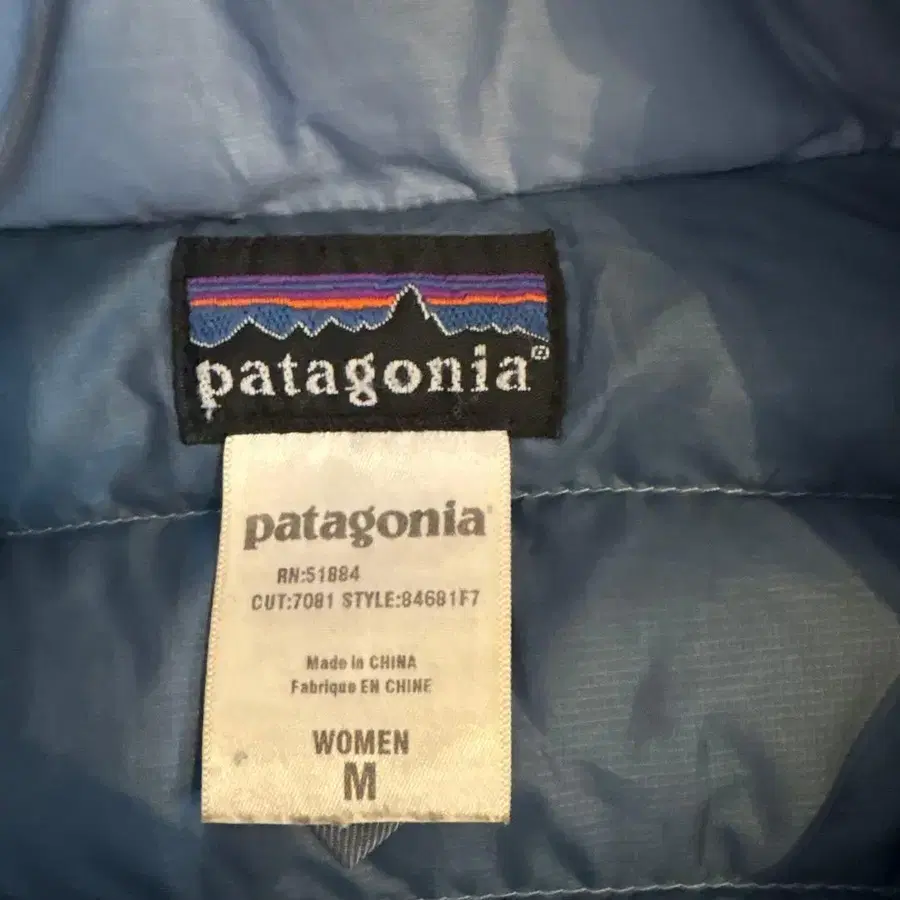 patagonia®
patagonia®
RN:51884
CUT:7081 STYLE:84681F7
Made in CHINA
Fabrique EN CHINE
WOMEN
M